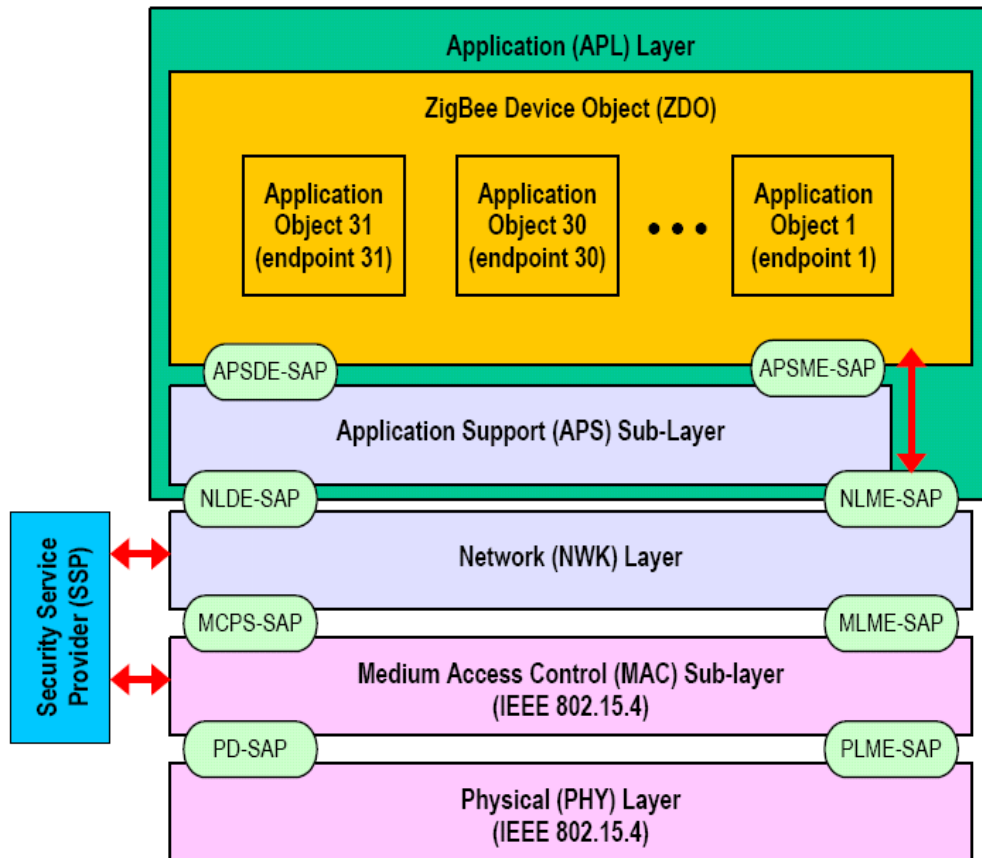 Application (APL) Layer
ZigBee Device Object (ZDO)
Application
Object 31
(endpoint 31)
Application
Object 30
(endpoint 30)
• • •
Application
Object 1
(endpoint 1)
APSDE-SAP
APSME-SAP
Application Support (APS) Sub-Layer
NLDE-SAP
NLME-SAP
Security Service
Provider (SSP)
Network (NWK) Layer
MCPS-SAP
MLME-SAP
Medium Access Control (MAC) Sub-layer
(IEEE 802.15.4)
PD-SAP
PLME-SAP
Physical (PHY) Layer
(IEEE 802.15.4)